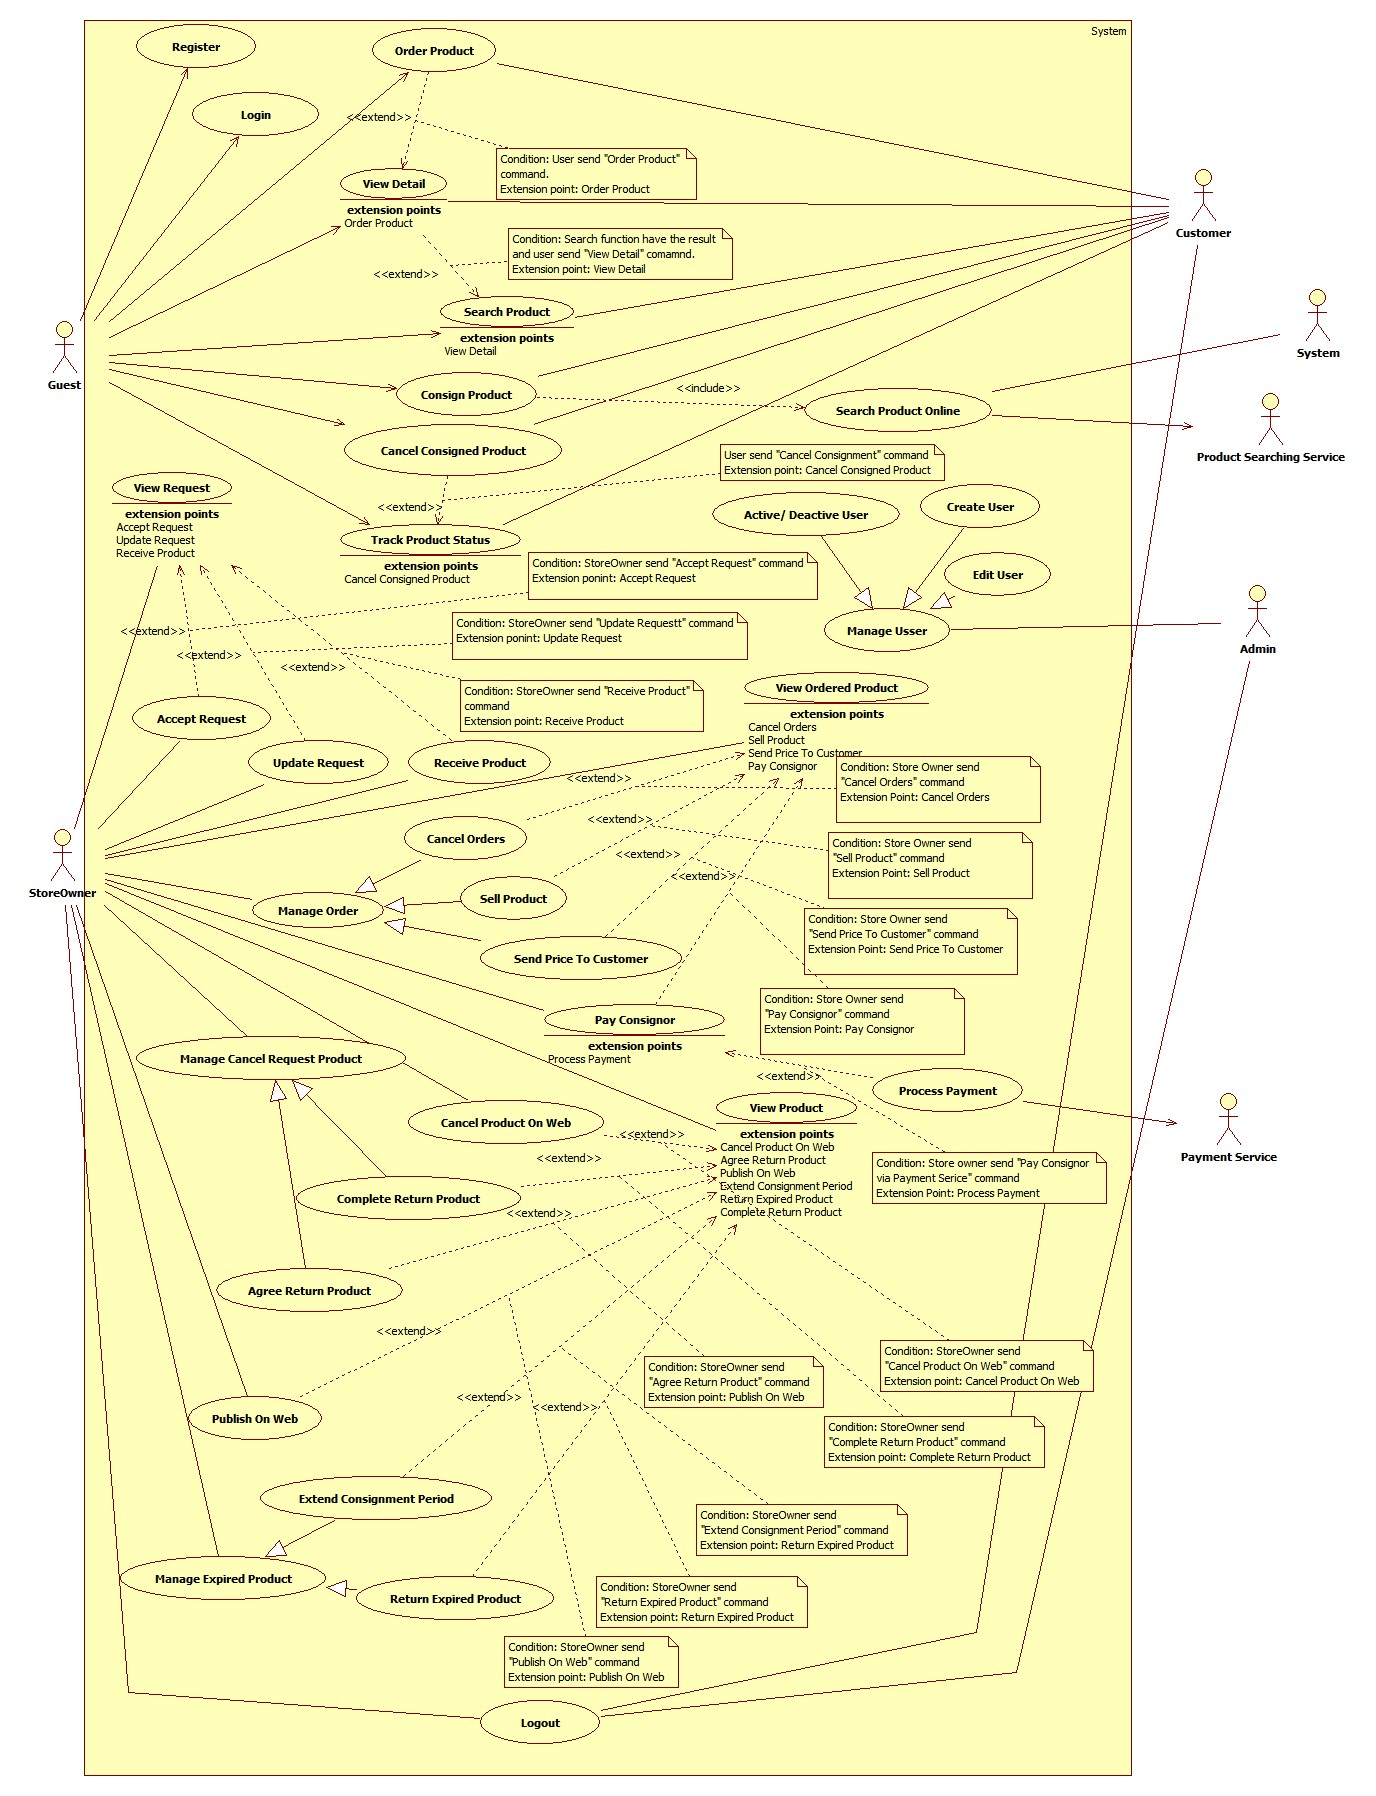 System
Register
Order Product
Login
<<extend>>
Condition: User send "Order Product"
command.
Extension point: Order Product
View Detail
extension points
Order Product
Customer
Condition: Search function have the result
and user send "View Detail" comamnd.
Extension point: View Detail
<<extend>>
Search Product
extension points
View Detail
Guest
System
Consign Product
<<include>>
Search Product Online
Product Searching Service
Cancel Consigned Product
User send "Cancel Consignment" command
Extension point: Cancel Consigned Product
View Request
extension points
Accept Request
Update Request
Receive Product
<<extend>>
Track Product Status
extension points
Cancel Consigned Product
Active/ Deactive User
Create User
Edit User
Manage Usser
Admin
Condition: StoreOwner send "Accept Request" command
Extension ponint: Accept Request
<<extend>>
Condition: StoreOwner send "Update Requestt" command
Extension poinint: Update Request
<<extend>>
<<extend>>
Condition: StoreOwner send "Receive Product"
command
Extension point: Receive Product
View Ordered Product
extension points
Cancel Orders
Sell Product
Send Price To Customer
Pay Consignor
Accept Request
Update Request
Receive Product
<<extend>>
Condition: Store Owner send
"Cancel Orders" command
Extension Point: Cancel Orders
StoreOwner
Cancel Orders
<<extend>>
Condition: Store Owner send
"Sell Product" command
Extension Point: Sell Product
<<extend>>
<<extend>>
Sell Product
Manage Order
Condition: Store Owner send
"Send Price To Customer" command
Extension Point: Send Price To Customer
Send Price To Customer
Condition: Store Owner send
"Pay Consignor" command
Extension Point: Pay Consignor
Pay Consignor
extension points
Process Payment
Manage Cancel Request Product
<<extend>>
Process Payment
Payment Service
View Product
extension points
Cancel Product On Web
Agree Return Product
Publish On Web
Extend Consignment Period
Return Expired Product
Complete Return Product
Cancel Product On Web
<<extend>>
<<extend>>
Condition: Store owner send "Pay Consignor
via Payment Serice" command
Extension Point: Process Payment
Complete Return Product
<<extend>>
Agree Return Product
<<extend>>
Condition: StoreOwner send
"Cancel Product On Web" command
Extension point: Cancel Product On Web
Condition: StoreOwner send
"Agree Return Product" command
Extension point: Publish On Web
<<extend>>
<<extend>>
Publish On Web
Condition: StoreOwner send
"Complete Return Product" command
Extension point: Complete Return Product
Extend Consignment Period
Condition: StoreOwner send
"Extend Consignment Period" command
Extension point: Return Expired Product
Manage Expired Product
Return Expired Product
Condition: StoreOwner send
"Return Expired Product" command
Extension point: Return Expired Product
Condition: StoreOwner send
"Publish On Web" command
Extension point: Publish On Web
Logout